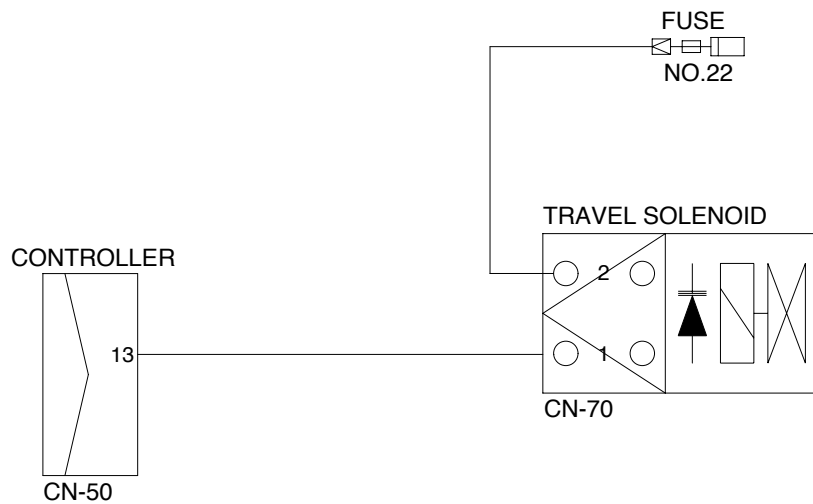 FUSE
NO.22
TRAVEL SOLENOID
CONTROLLER
2
13
1
CN-70
CN-50